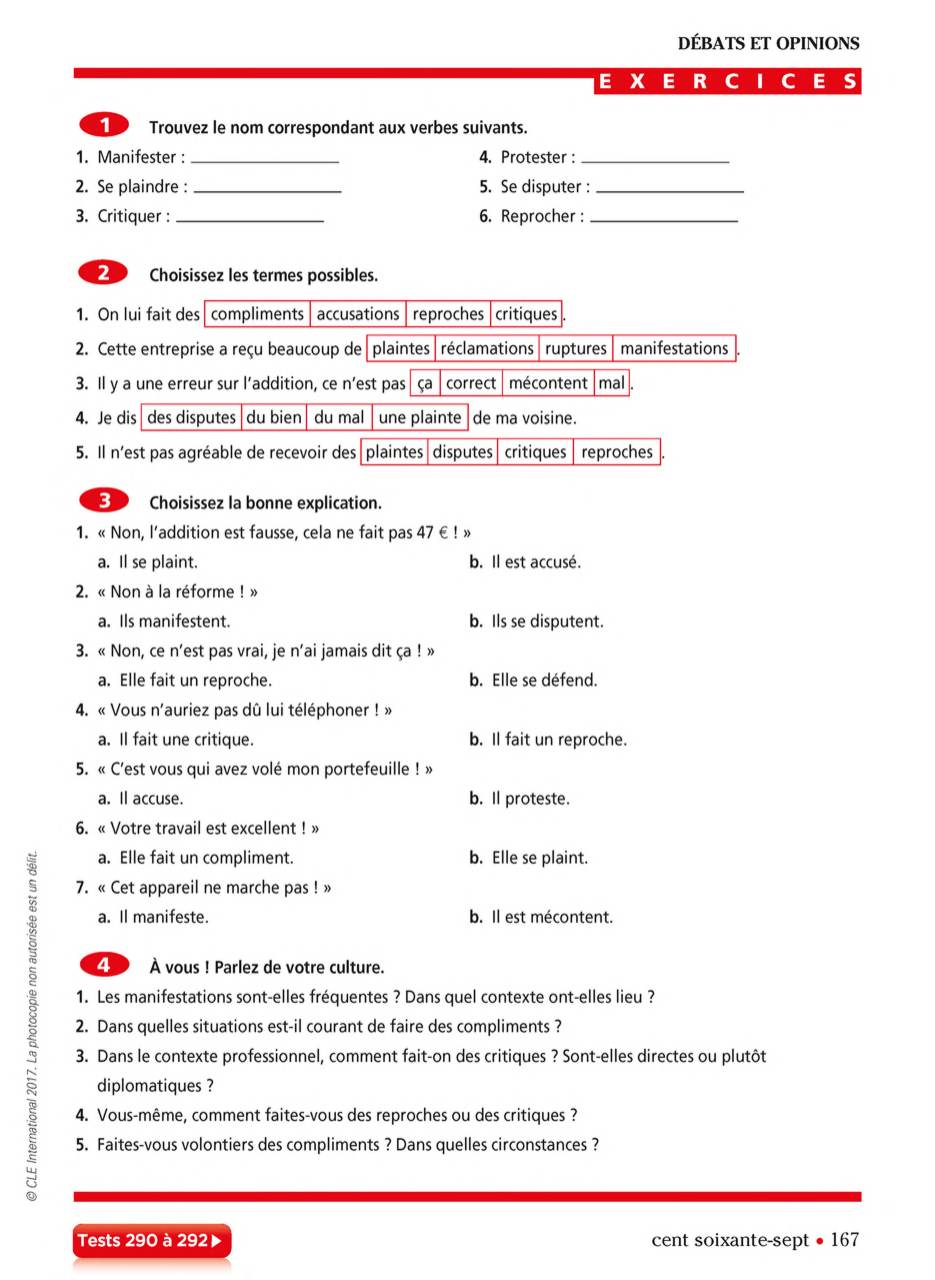 DÉBATS ET OPINIONS
EXERCICES
1 Trouvez le nom correspondant aux verbes suivants.
1. Manifester : 4. Protester :
2. Se plaindre : 5. Se disputer :
3. Critiquer : 6. Reprocher :
2 Choisissez les termes possibles.
1. On lui fait des compliments accusations reproches critiques .
2. Cette entreprise a reçu beaucoup de plaintes réclamations ruptures manifestations .
3. Il y a une erreur sur l’addition, ce n’est pas ça correct mécontent mal .
4. Je dis des disputes du bien du mal une plainte de ma voisine.
5. Il n’est pas agréable de recevoir des plaintes disputes critiques reproches .
3 Choisissez la bonne explication.
1. « Non, l’addition est fausse, cela ne fait pas 47 € ! »
a. Il se plaint. b. Il est accusé.
2. « Non à la réforme ! »
a. Ils manifestent. b. Ils se disputent.
3. « Non, ce n’est pas vrai, je n’ai jamais dit ça ! »
a. Elle fait un reproche. b. Elle se défend.
4. « Vous n’auriez pas dû lui téléphoner ! »
a. Il fait une critique. b. Il fait un reproche.
5. « C’est vous qui avez volé mon portefeuille ! »
a. Il accuse. b. Il proteste.
6. « Votre travail est excellent ! »
a. Elle fait un compliment. b. Elle se plaint.
7. « Cet appareil ne marche pas ! »
a. Il manifeste. b. Il est mécontent.
4 À vous ! Parlez de votre culture.
1. Les manifestations sont-elles fréquentes ? Dans quel contexte ont-elles lieu ?
2. Dans quelles situations est-il courant de faire des compliments ?
3. Dans le contexte professionnel, comment fait-on des critiques ? Sont-elles directes ou plutôt
diplomatiques ?
4. Vous-même, comment faites-vous des reproches ou des critiques ?
5. Faites-vous volontiers des compliments ? Dans quelles circonstances ?
© CLE International 2017. La photocopie non autorisée est un délit.
Tests 290 à 292
cent soixante-sept • 167